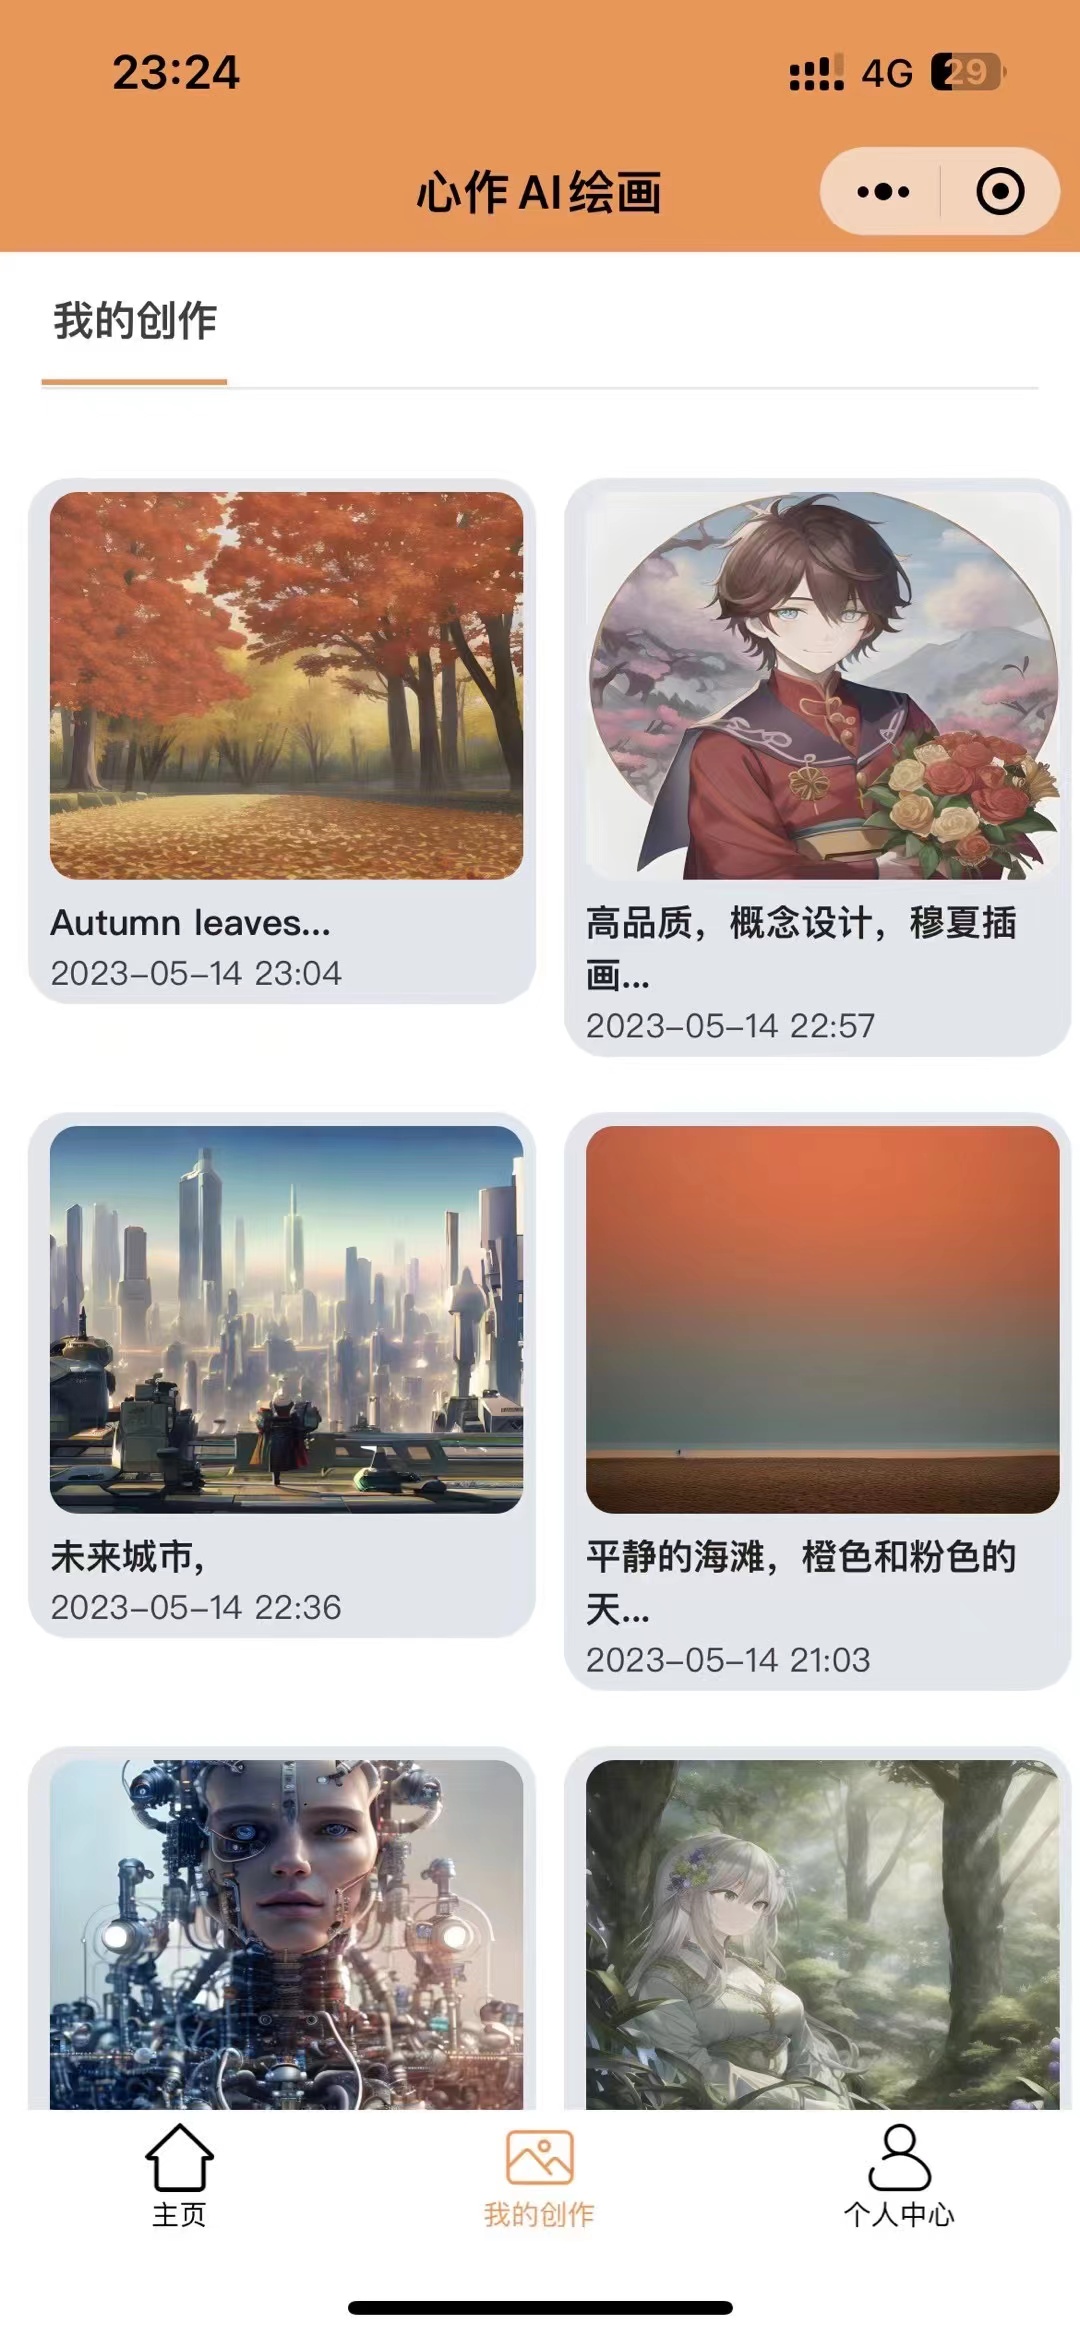 23:24
4G 29
心作AI绘画
我的创作
Autumn leaves...
2023-05-14 23:04
高品质，概念设计，穆夏插
画...
2023-05-14 22:57
未来城市,
2023-05-14 22:36
平静的海滩，橙色和粉色的
天...
2023-05-14 21:03
主页
我的创作
个人中心